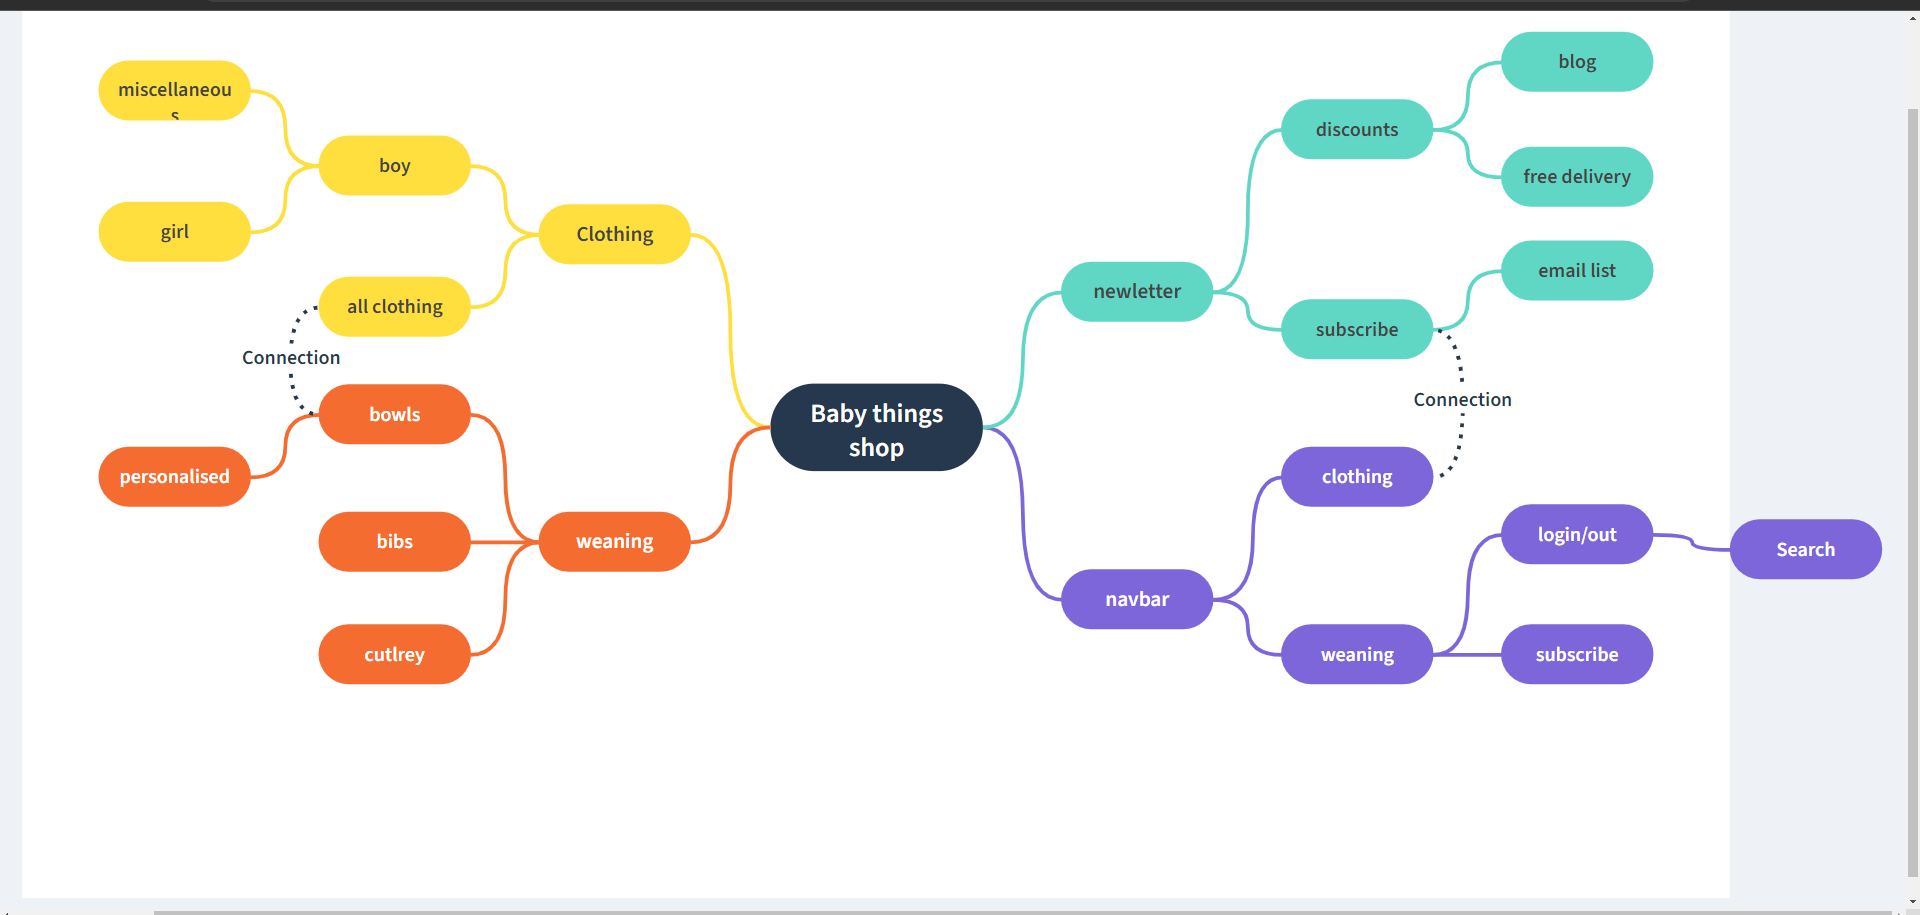 miscellaneou
s
boy
girl
Clothing
all clothing
Connection
bowls
personalised
bibs
weaning
cutlrey
Baby things
shop
blog
discounts
free delivery
email list
newletter
subscribe
Connection
clothing
login/out
Search
navbar
weaning
subscribe